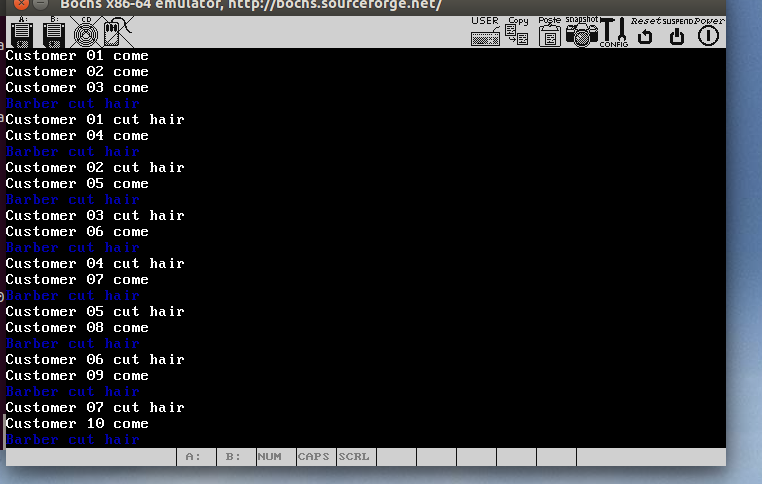 Bochs x86-64 emulator, http://bochs.sourceforge.net/
A: B: CD USER Copy Poste snapshot CONFIG Reset SUSPEND Power
Customer 01 come
Customer 02 come
Customer 03 come
Barber cut hair
Customer 01 cut hair
Customer 04 come
Barber cut hair
Customer 02 cut hair
Customer 05 come
Barber cut hair
Customer 03 cut hair
Customer 06 come
Barber cut hair
Customer 04 cut hair
Customer 07 come
Barber cut hair
Customer 05 cut hair
Customer 08 come
Barber cut hair
Customer 06 cut hair
Customer 09 come
Barber cut hair
Customer 07 cut hair
Customer 10 come
Barber cut hair
A: B: NUM CAPS SCRL